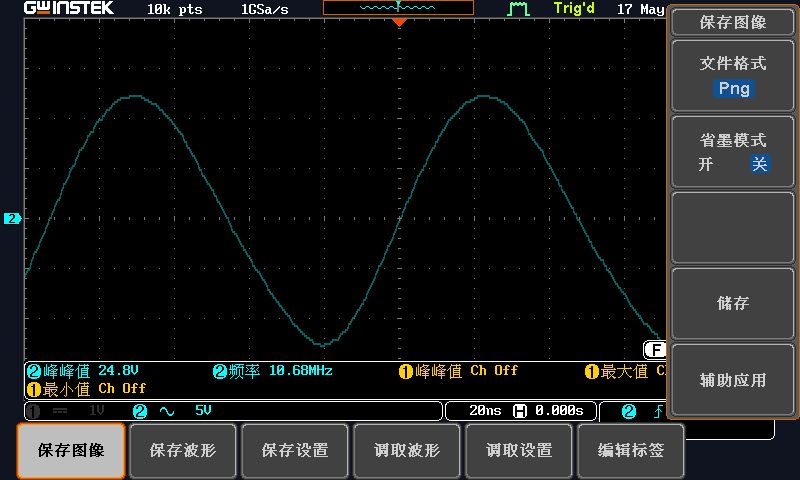 GWINSTEK 10k pts 1GSa/s Trig'd 17 May
保存图像
文件格式
Png
省墨模式
开 关
2
储存
F
② 峰峰值 24.8V ② 频率 10.68MHz ① 峰峰值 Ch Off ① 最大值
① 最小值 Ch Off
辅助应用
① 1V ② 5V 20ns H 0.000s ②
保存图像 保存波形 保存设置 调取波形 调取设置 编辑标签